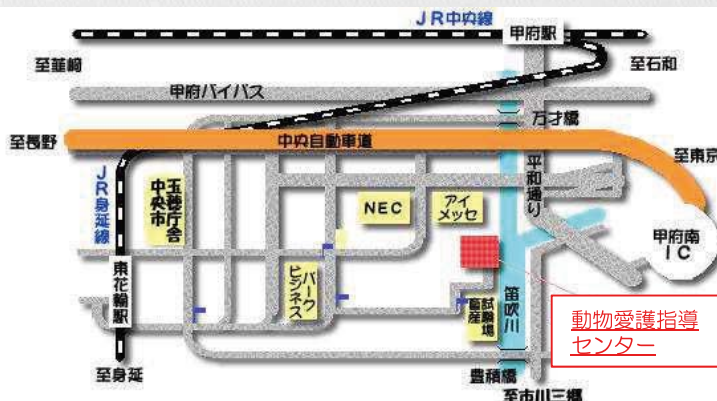 JR中央線
甲府駅
至韮崎
至石和
甲府バイパス
万才橋
至長野
中央自動車道
至東京
JR身延線
中央市
玉穂庁舎
NEC
アイ
メッセ
平和通り
甲府南
IC
東花輪駅
ビジネス
パーク
畜産
試験場
笛吹川
動物愛護指導
センター
至身延
豊積橋
至市川三郷